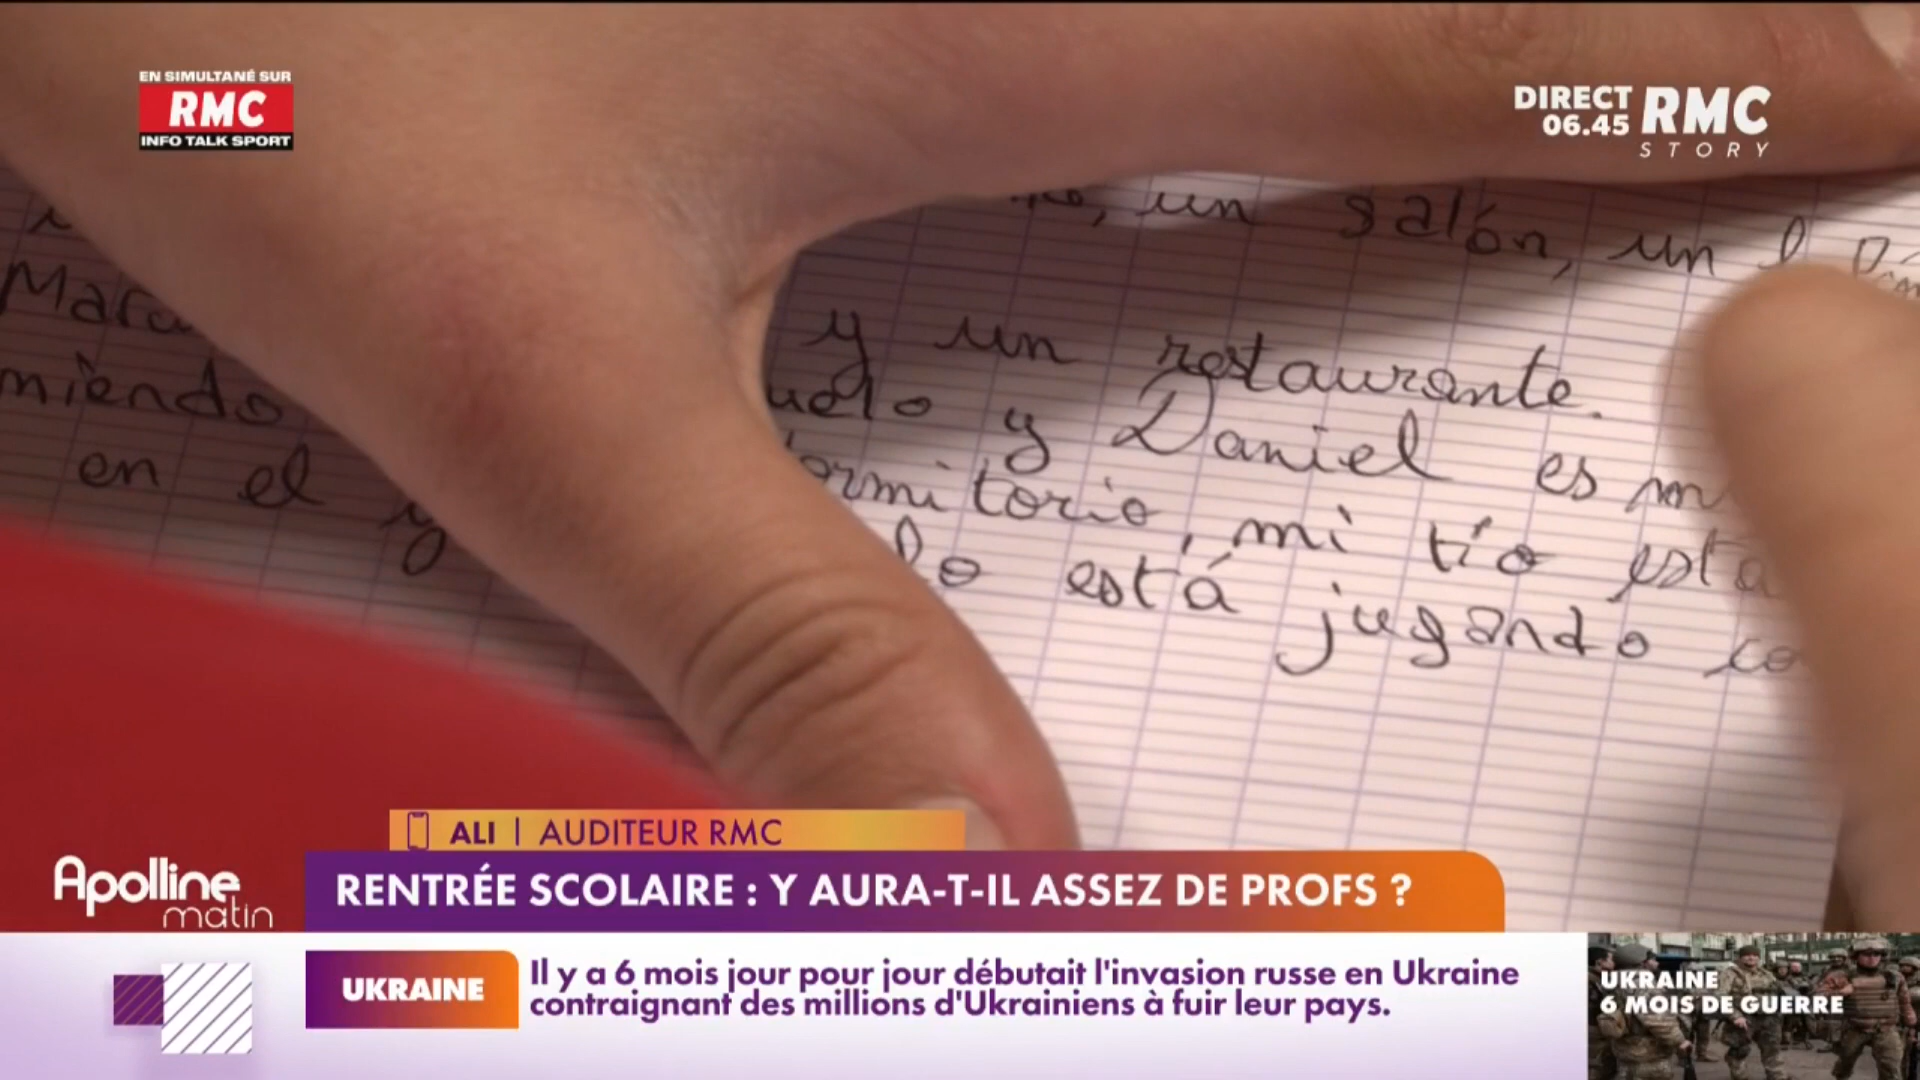 EN SIMULTANÉ SUR
RMC
INFO TALK SPORT
DIRECT
06.45
RMC
STORY
un salón, un
y un restaurante.
miendo
y Daniel es
en el
mi tío
está jugando
ALI | AUDITEUR RMC
Apolline
matin
RENTRÉE SCOLAIRE : Y AURA-T-IL ASSEZ DE PROFS ?
UKRAINE
Il y a 6 mois jour pour jour débutait l'invasion russe en Ukraine
contraignant des millions d'Ukrainiens à fuir leur pays.
UKRAINE
6 MOIS DE GUERRE